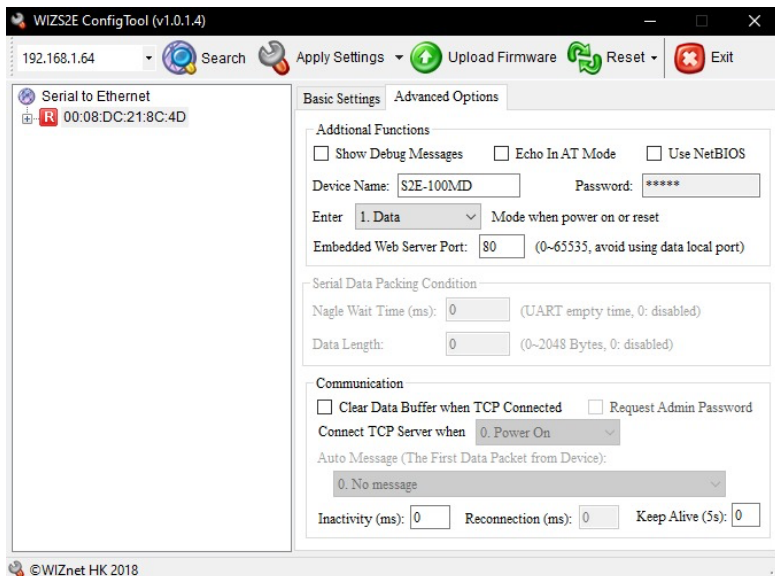 WIZS2E ConfigTool (v1.0.1.4)
192.168.1.64 Search Apply Settings Upload Firmware Reset Exit
Serial to Ethernet
R 00:08:DC:21:8C:4D
Basic Settings Advanced Options
Addtional Functions
Show Debug Messages Echo In AT Mode Use NetBIOS
Device Name: S2E-100MD Password: *****
Enter 1. Data Mode when power on or reset
Embedded Web Server Port: 80 (0~65535, avoid using data local port)
Serial Data Packing Condition
Nagle Wait Time (ms): 0 (UART empty time, 0: disabled)
Data Length: 0 (0~2048 Bytes, 0: disabled)
Communication
Clear Data Buffer when TCP Connected Request Admin Password
Connect TCP Server when 0. Power On
Auto Message (The First Data Packet from Device):
0. No message
Inactivity (ms): 0 Reconnection (ms): 0 Keep Alive (5s): 0
©WIZnet HK 2018